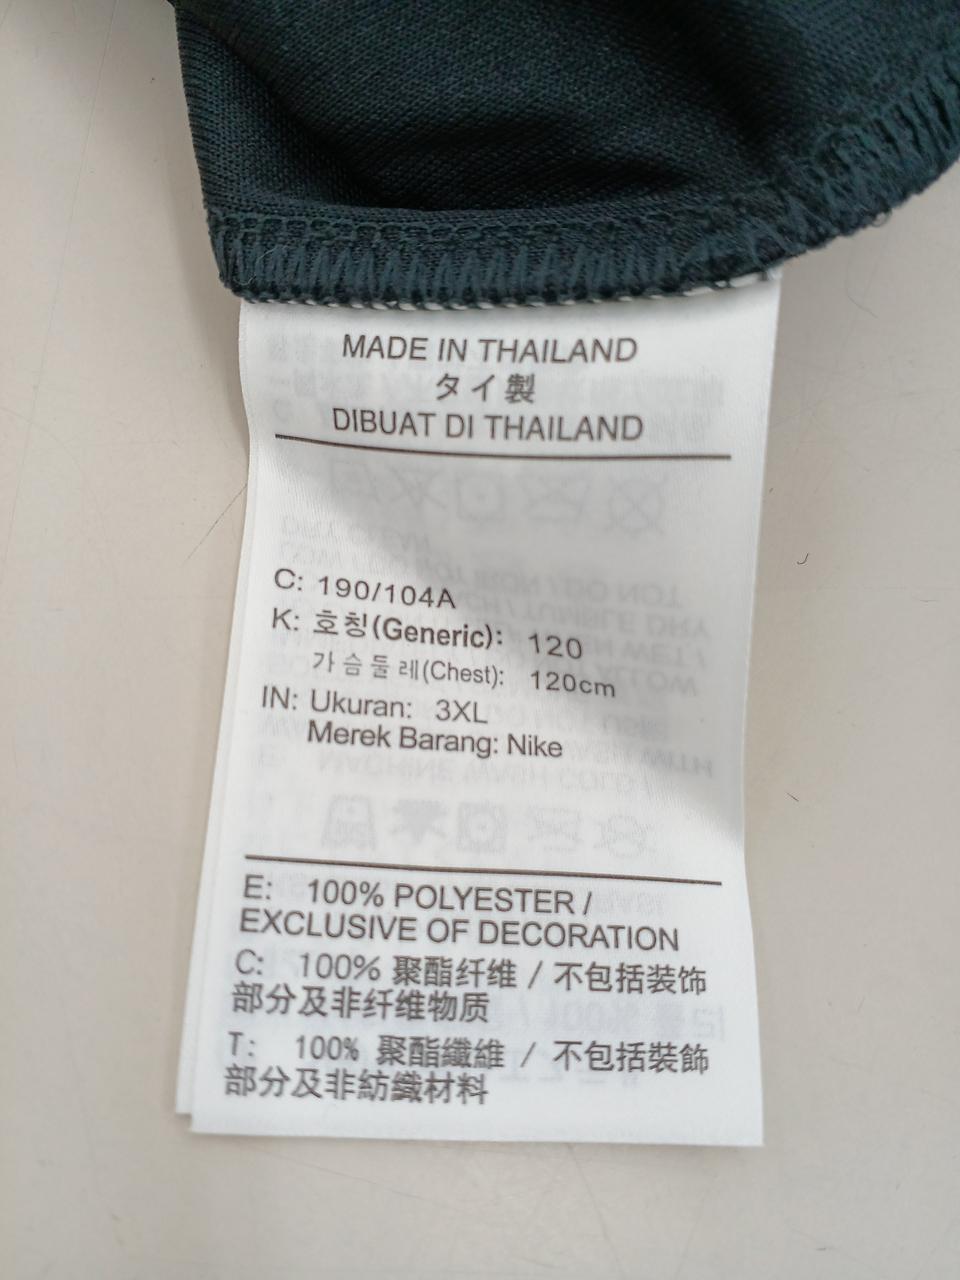 MADE IN THAILAND
タイ製
DIBUAT DI THAILAND
C: 190/104A
K: 호칭(Generic): 120
가슴둘레(Chest): 120cm
IN: Ukuran: 3XL
Merek Barang: Nike
E: 100% POLYESTER /
EXCLUSIVE OF DECORATION
C: 100% 聚酯纤维 / 不包括装饰
部分及非纤维物质
T: 100% 聚酯纖維 / 不包括裝飾
部分及非紡織材料